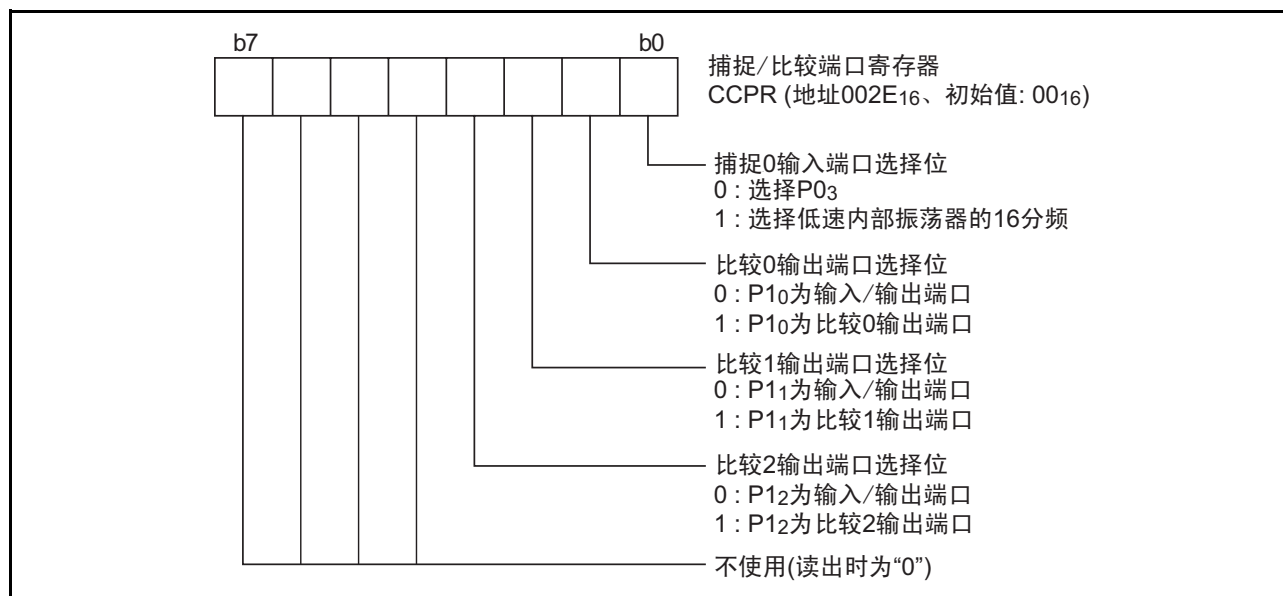 b7 b0
捕捉/比较端口寄存器
CCPR (地址002E16、初始值: 0016)
捕捉0输入端口选择位
0 : 选择P03
1 : 选择低速内部振荡器的16分频
比较0输出端口选择位
0 : P10为输入/输出端口
1 : P10为比较0输出端口
比较1输出端口选择位
0 : P11为输入/输出端口
1 : P11为比较1输出端口
比较2输出端口选择位
0 : P12为输入/输出端口
1 : P12为比较2输出端口
不使用(读出时为“0”)